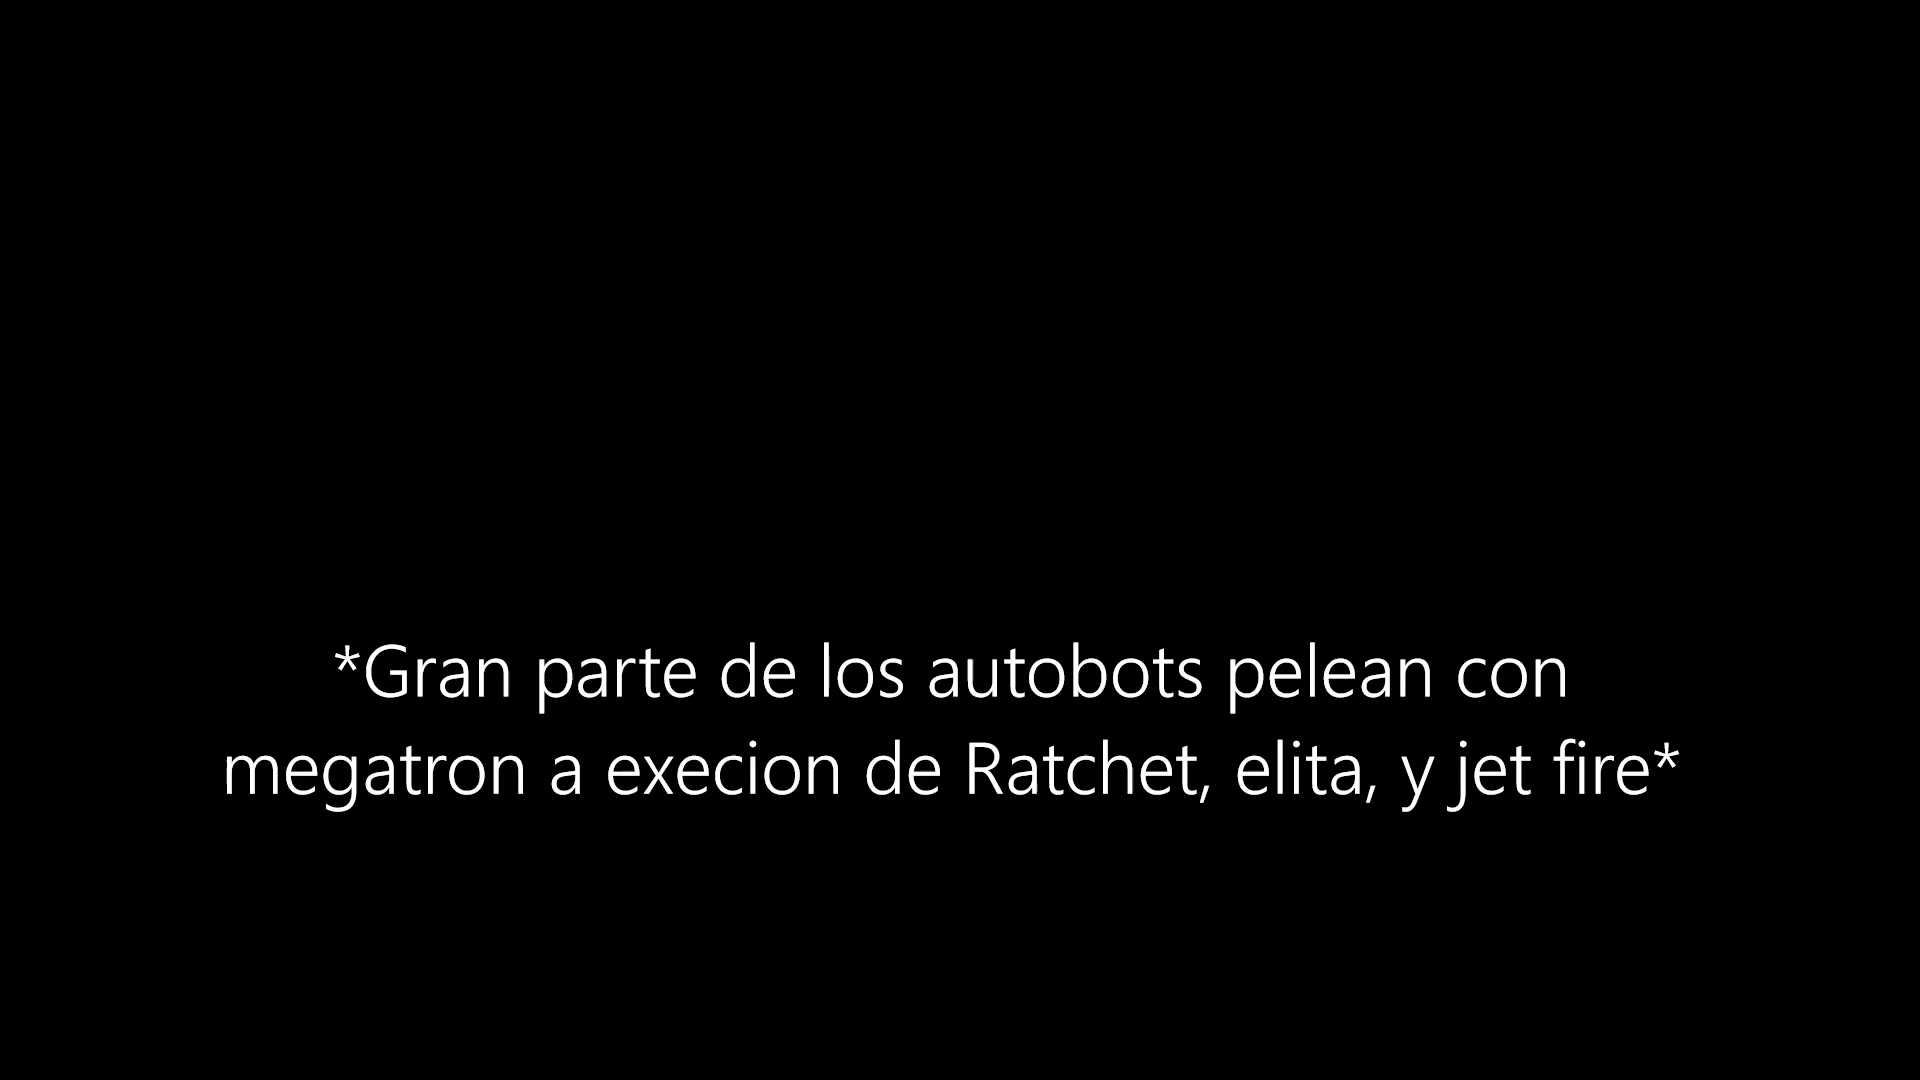 *Gran parte de los autobots pelean con
megatron a execion de Ratchet, elita, y jet fire*